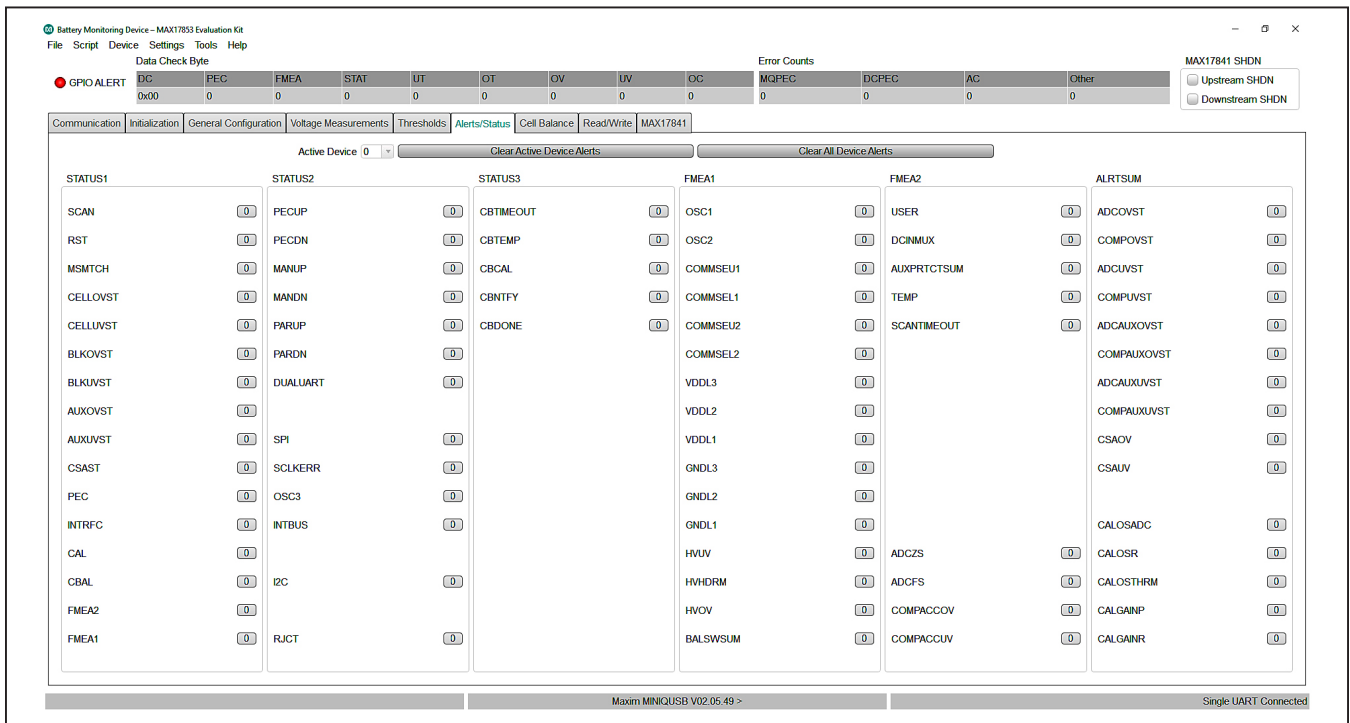 Battery Monitoring Device – MAX17853 Evaluation Kit
File Script Device Settings Tools Help
Data Check Byte Error Counts MAX17841 SHDN
GPIO ALERT DC PEC FMEA STAT UT OT OV UV OC MQPEC DCPEC AC Other Upstream SHDN
0x00 0 0 0 0 0 0 0 0 0 0 0 0 Downstream SHDN
Communication Initialization General Configuration Voltage Measurements Thresholds Alerts/Status Cell Balance Read/Write MAX17841
Active Device 0 Clear Active Device Alerts Clear All Device Alerts
STATUS1 STATUS2 STATUS3 FMEA1 FMEA2 ALRTSUM
SCAN 0 PECUP 0 CBTIMEOUT 0 OSC1 0 USER 0 ADCOVST 0
RST 0 PECDN 0 CBTEMP 0 OSC2 0 DCINMUX 0 COMPOVST 0
MSMTCH 0 MANUP 0 CBCAL 0 COMMSEU1 0 AUXPRTCTSUM 0 ADCUVST 0
CELLOVST 0 MANDN 0 CBNTFY 0 COMMSEL1 0 TEMP 0 COMPUVST 0
CELLUVST 0 PARUP 0 CBDONE 0 COMMSEU2 0 SCANTIMEOUT 0 ADCAUXOVST 0
BLKOVST 0 PARDN 0 COMMSEL2 0 COMPAUXOVST 0
BLKUVST 0 DUALUART 0 VDDL3 0 ADCAUXUVST 0
AUXOVST 0 VDDL2 0 COMPAUXUVST 0
AUXUVST 0 SPI 0 VDDL1 0 CSAOV 0
CSAST 0 SCLKERR 0 GNDL3 0 CSAUV 0
PEC 0 OSC3 0 GNDL2 0
INTRFC 0 INTBUS 0 GNDL1 0 CALOSADC 0
CAL 0 HVUV 0 ADCZS 0 CALOSR 0
CBAL 0 I2C 0 HVHDRM 0 ADCFS 0 CALOSTHRM 0
FMEA2 0 HVOV 0 COMPACCOV 0 CALGAINP 0
FMEA1 0 RJCT 0 BALSWSUM 0 COMPACCUV 0 CALGAINR 0
Maxim MINIQUSB V02.05.49 > Single UART Connected